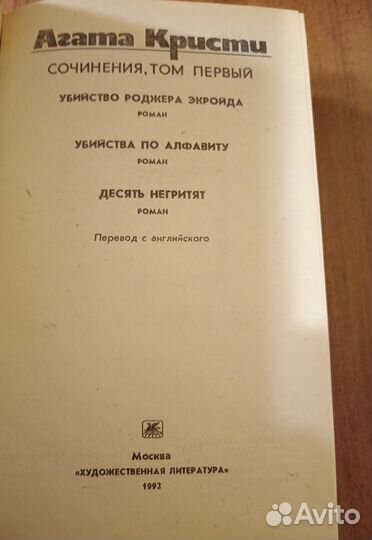 Агата Кристи
СОЧИНЕНИЯ, ТОМ ПЕРВЫЙ
УБИЙСТВО РОДЖЕРА ЭКРОЙДА
РОМАН
УБИЙСТВА ПО АЛФАВИТУ
РОМАН
ДЕСЯТЬ НЕГРИТЯТ
РОМАН
Перевод с английского
Москва
«ХУДОЖЕСТВЕННАЯ ЛИТЕРАТУРА»
1992
Avito